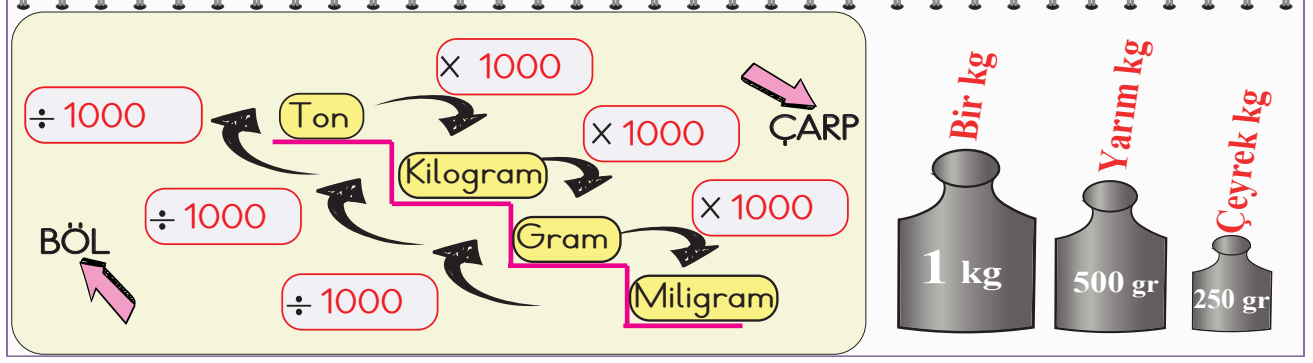 ÷ 1000
Ton
X 1000
ÇARP
÷ 1000
Kilogram
X 1000
BÖL
÷ 1000
Gram
X 1000
Miligram
Bir kg
1 kg
Yarım kg
500 gr
Çeyrek kg
250 gr